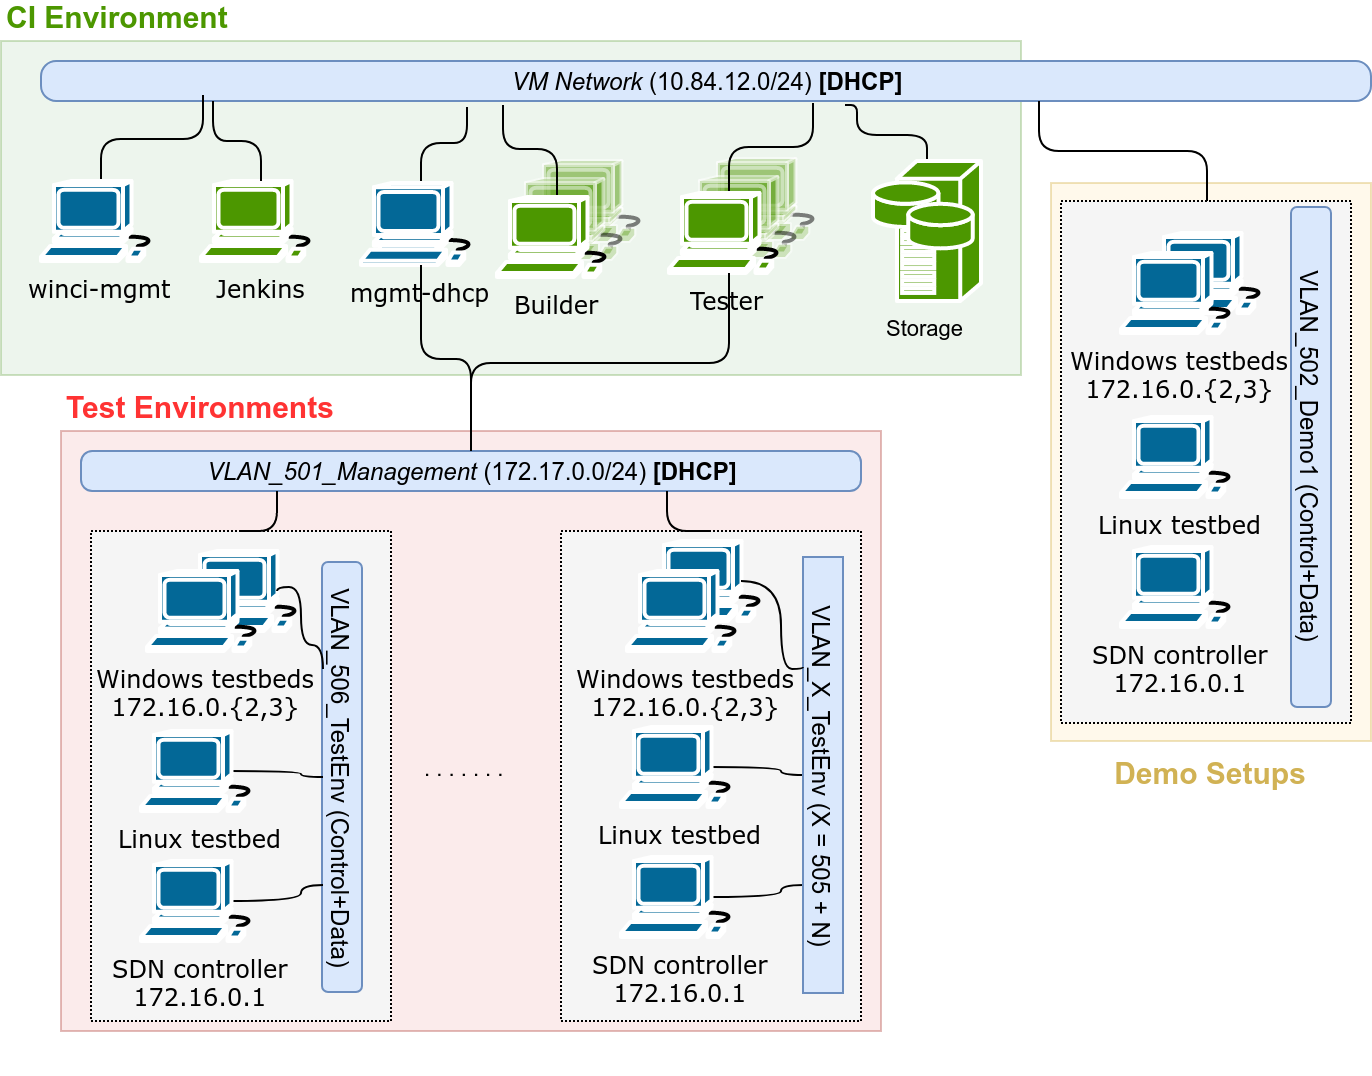 CI Environment
VM Network (10.84.12.0/24) [DHCP]
winci-mgmt
Jenkins
mgmt-dhcp
Builder
Tester
Storage
Test Environments
VLAN_501_Management (172.17.0.0/24) [DHCP]
Windows testbeds
172.16.0.{2,3}
Linux testbed
SDN controller
172.16.0.1
VLAN_506_TestEnv (Control+Data)
. . . . . . .
Windows testbeds
172.16.0.{2,3}
Linux testbed
SDN controller
172.16.0.1
VLAN_X_TestEnv (X = 505 + N)
Windows testbeds
172.16.0.{2,3}
Linux testbed
SDN controller
172.16.0.1
VLAN_502_Demo1 (Control+Data)
Demo Setups